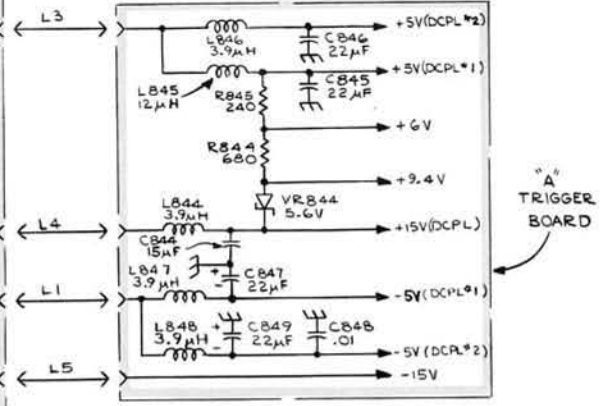 L3
L846
3.9μH
C846
22μF
+5V(DCPL#2)
L845
12μH
C845
22μF
+5V(DCPL#1)
R845
240
+6V
R844
680
+9.4V
VR844
5.6V
L4
L844
3.9μH
+15V(DCPL)
C844
15μF
L847
3.9μH
+
-
C847
22μF
L1
-5V(DCPL#1)
L848
3.9μH
+
-
C849
22μF
C848
.01
-5V(DCPL#2)
L5
-15V
"A"
TRIGGER
BOARD